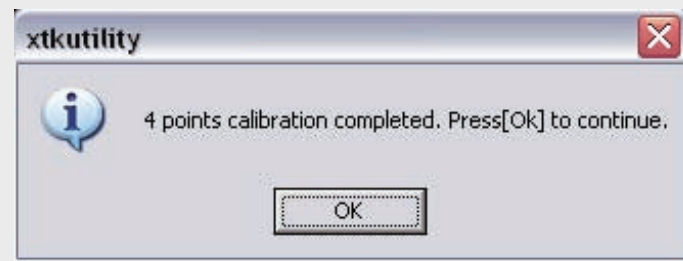 xtkutility
4 points calibration completed. Press[Ok] to continue.
OK